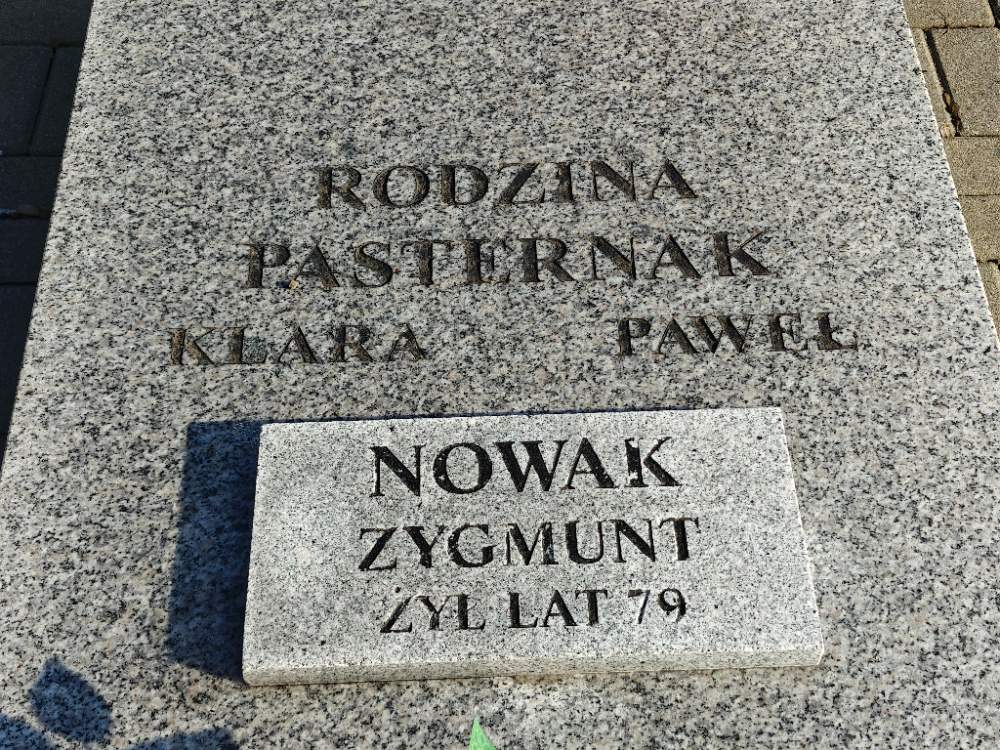 RODZINA
PASTERNAK
KLARA PAWEŁ
NOWAK
ZYGMUNT
ŻYŁ LAT 79